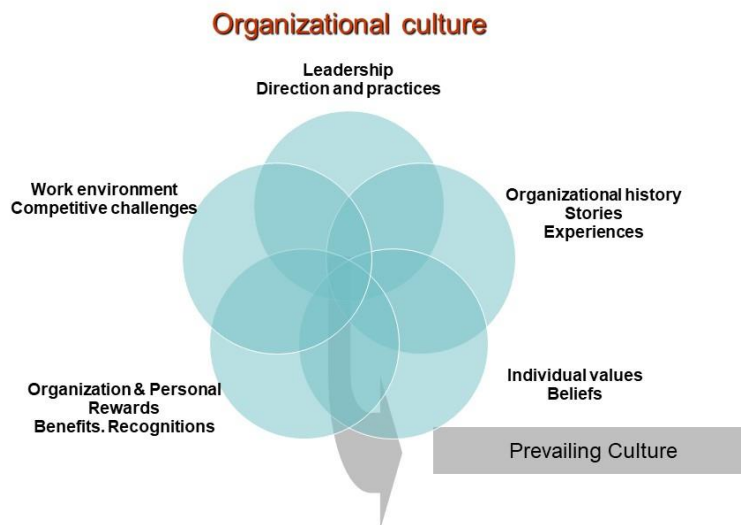 Organizational culture
Leadership
Direction and practices
Work environment
Competitive challenges
Organizational history
Stories
Experiences
Organization & Personal
Rewards
Benefits. Recognitions
Individual values
Beliefs
Prevailing Culture